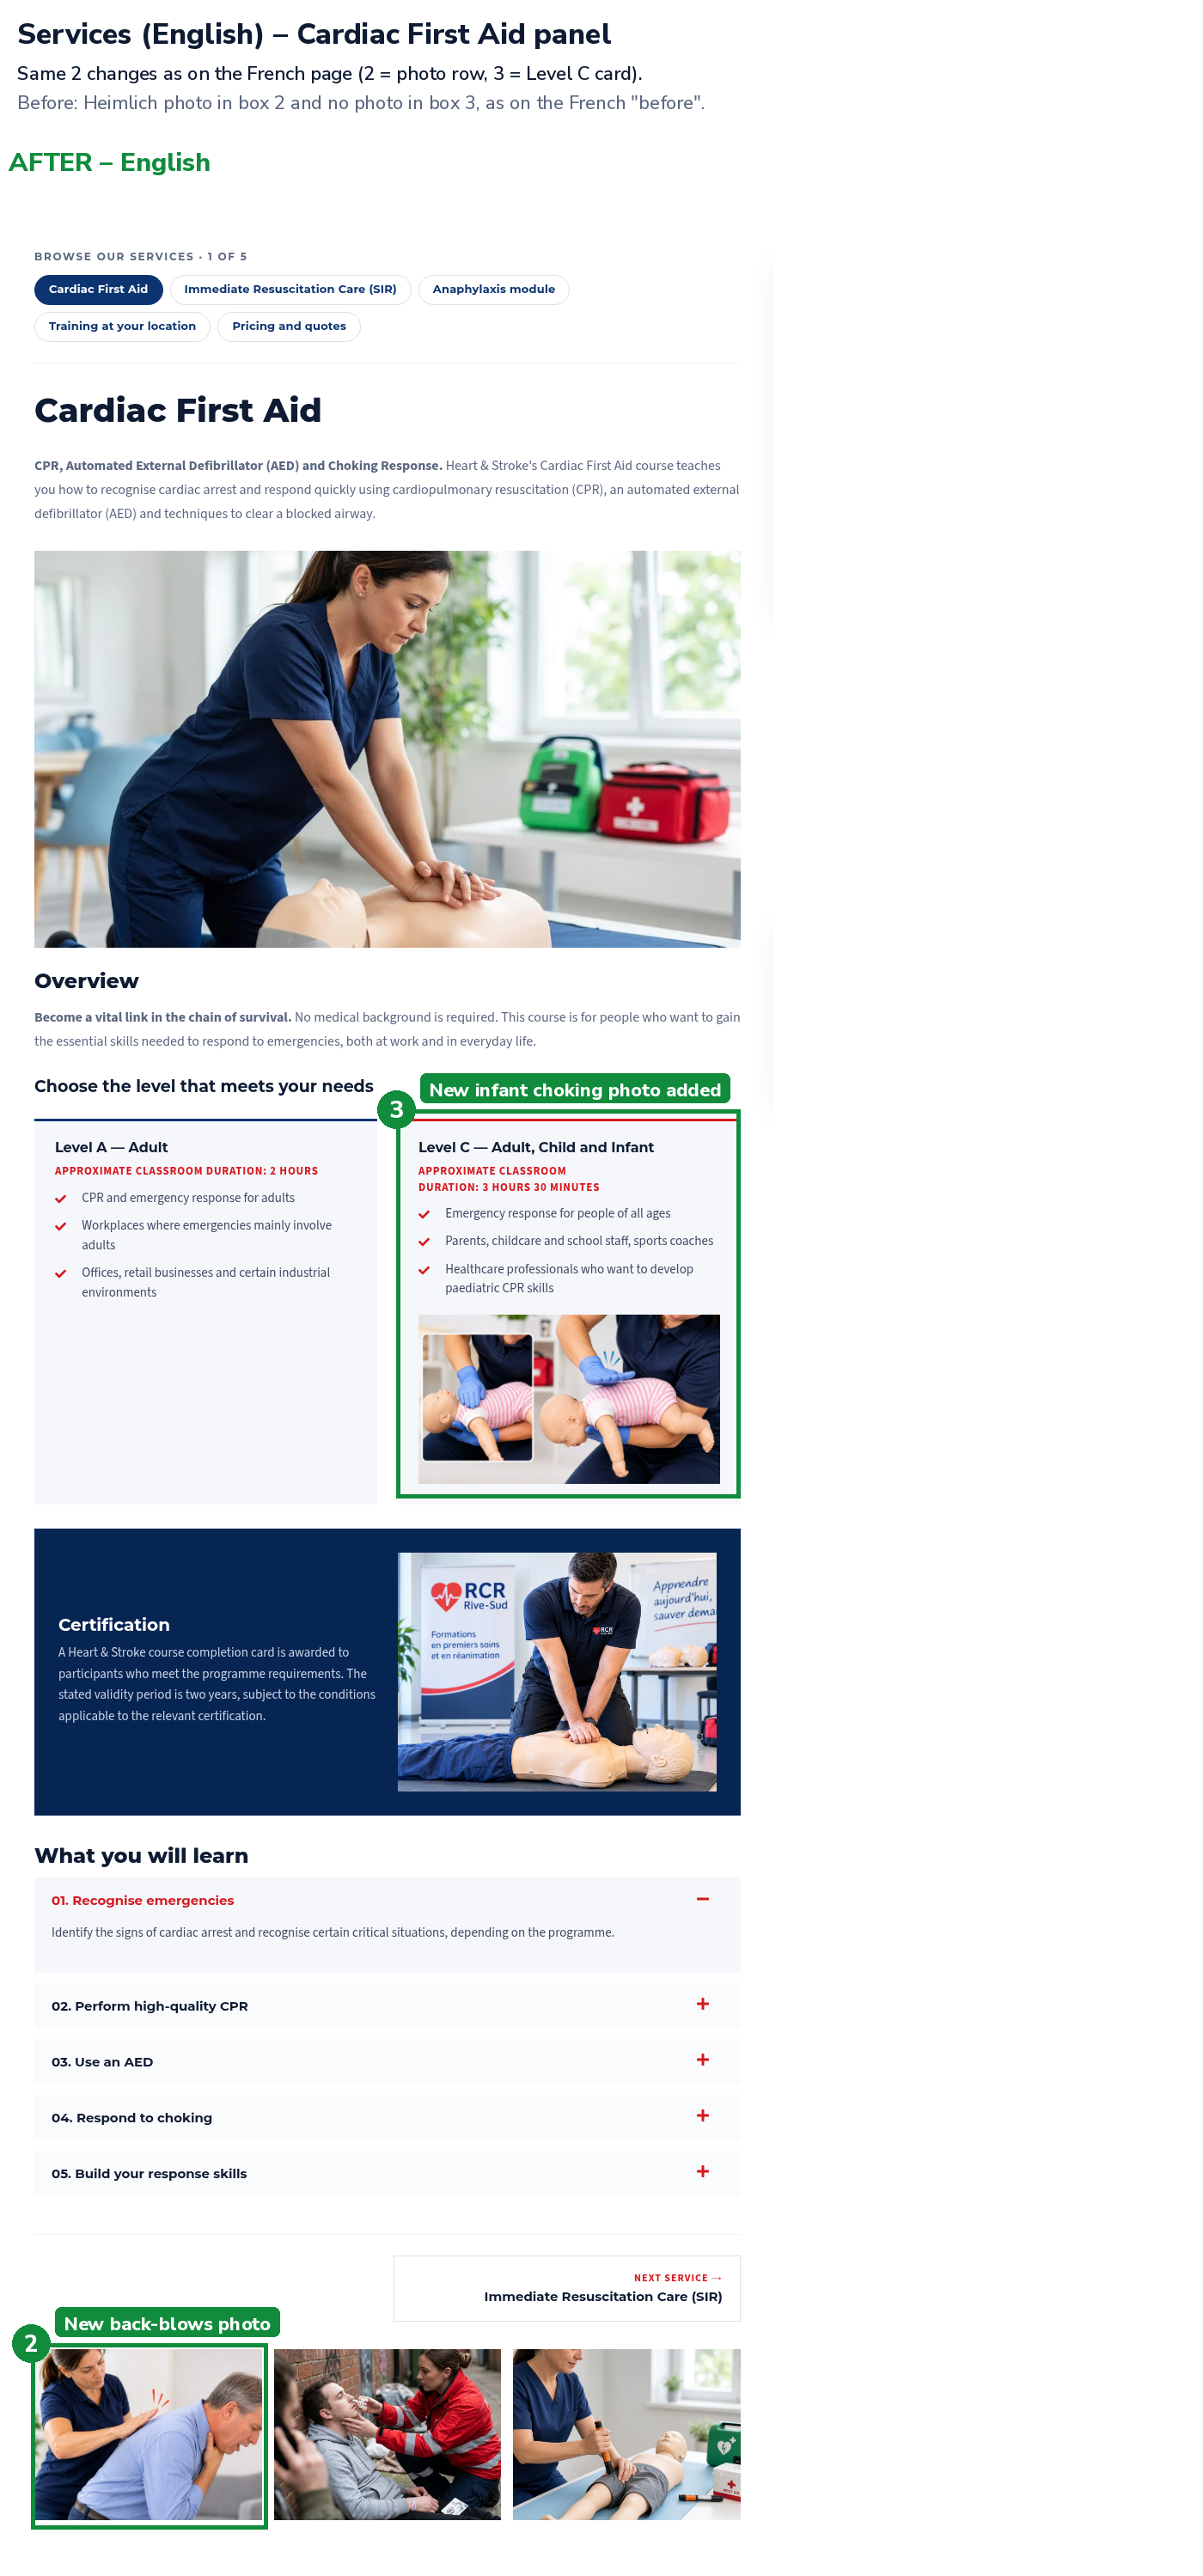 Services (English) – Cardiac First Aid panel
Same 2 changes as on the French page (2 = photo row, 3 = Level C card).
Before: Heimlich photo in box 2 and no photo in box 3, as on the French "before".
AFTER – English
BROWSE OUR SERVICES · 1 OF 5
Cardiac First Aid
Immediate Resuscitation Care (SIR)
Anaphylaxis module
Training at your location
Pricing and quotes
Cardiac First Aid
CPR, Automated External Defibrillator (AED) and Choking Response. Heart & Stroke’s Cardiac First Aid course teaches
you how to recognise cardiac arrest and respond quickly using cardiopulmonary resuscitation (CPR), an automated external
defibrillator (AED) and techniques to clear a blocked airway.
Overview
Become a vital link in the chain of survival. No medical background is required. This course is for people who want to gain
the essential skills needed to respond to emergencies, both at work and in everyday life.
Choose the level that meets your needs
3
New infant choking photo added
Level A — Adult
APPROXIMATE CLASSROOM DURATION: 2 HOURS
CPR and emergency response for adults
Workplaces where emergencies mainly involve
adults
Offices, retail businesses and certain industrial
environments
Level C — Adult, Child and Infant
APPROXIMATE CLASSROOM
DURATION: 3 HOURS 30 MINUTES
Emergency response for people of all ages
Parents, childcare and school staff, sports coaches
Healthcare professionals who want to develop
paediatric CPR skills
Certification
A Heart & Stroke course completion card is awarded to
participants who meet the programme requirements. The
stated validity period is two years, subject to the conditions
applicable to the relevant certification.
RCR
Rive-Sud
Formations
en premiers soins
et en réanimation
RCR
Apprendre
aujourd'hui,
sauver dema
What you will learn
01. Recognise emergencies
Identify the signs of cardiac arrest and recognise certain critical situations, depending on the programme.
02. Perform high-quality CPR
03. Use an AED
04. Respond to choking
05. Build your response skills
NEXT SERVICE →
Immediate Resuscitation Care (SIR)
2
New back-blows photo